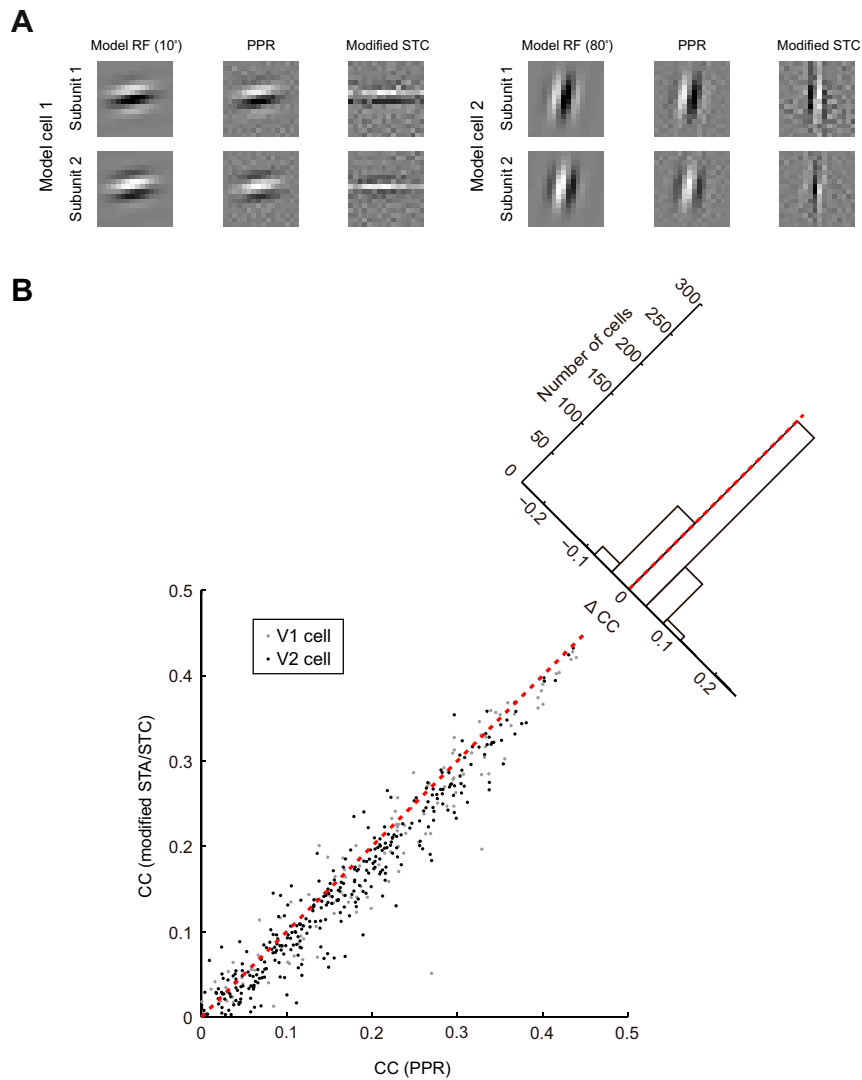 A
Model RF (10°) PPR Modified STC
Model RF (80°) PPR Modified STC
Model cell 1
Subunit 1
Subunit 2
Model cell 2
Subunit 1
Subunit 2
B
Number of cells
0 50 100 150 200 250 300
−0.2 −0.1 0 0.1 0.2
Δ CC
V1 cell
V2 cell
CC (modified STA/STC)
0.5
0.4
0.3
0.2
0.1
0
0 0.1 0.2 0.3 0.4 0.5
CC (PPR)